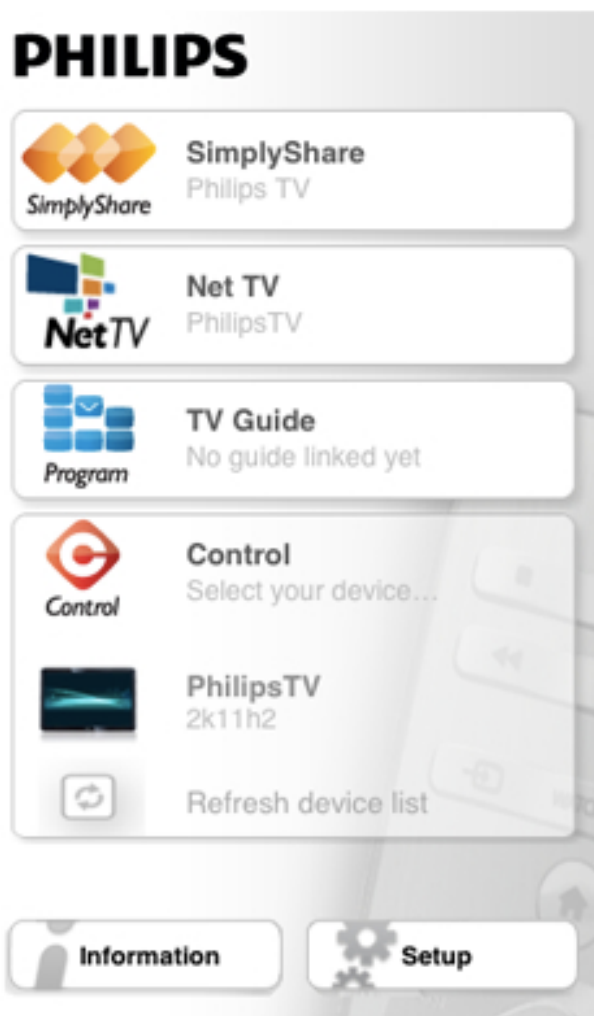 PHILIPS
SimplyShare
Philips TV
SimplyShare
Net TV
PhilipsTV
NetTV
TV Guide
No guide linked yet
Program
Control
Select your device...
Control
PhilipsTV
2k11h2
Refresh device list
Information
Setup